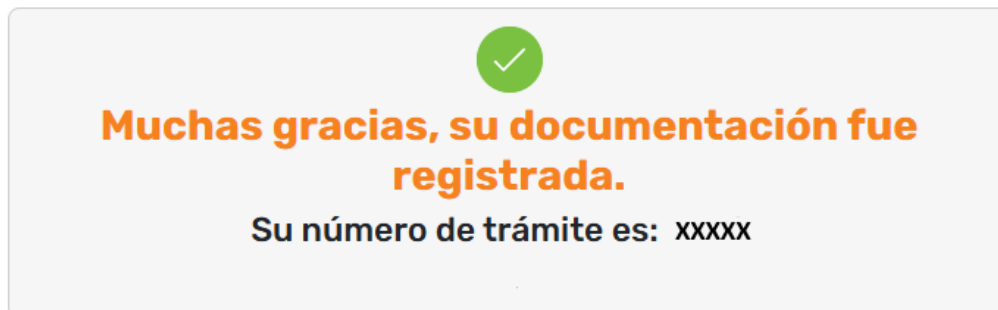 Muchas gracias, su documentación fue
registrada.
Su número de trámite es: xxxxx